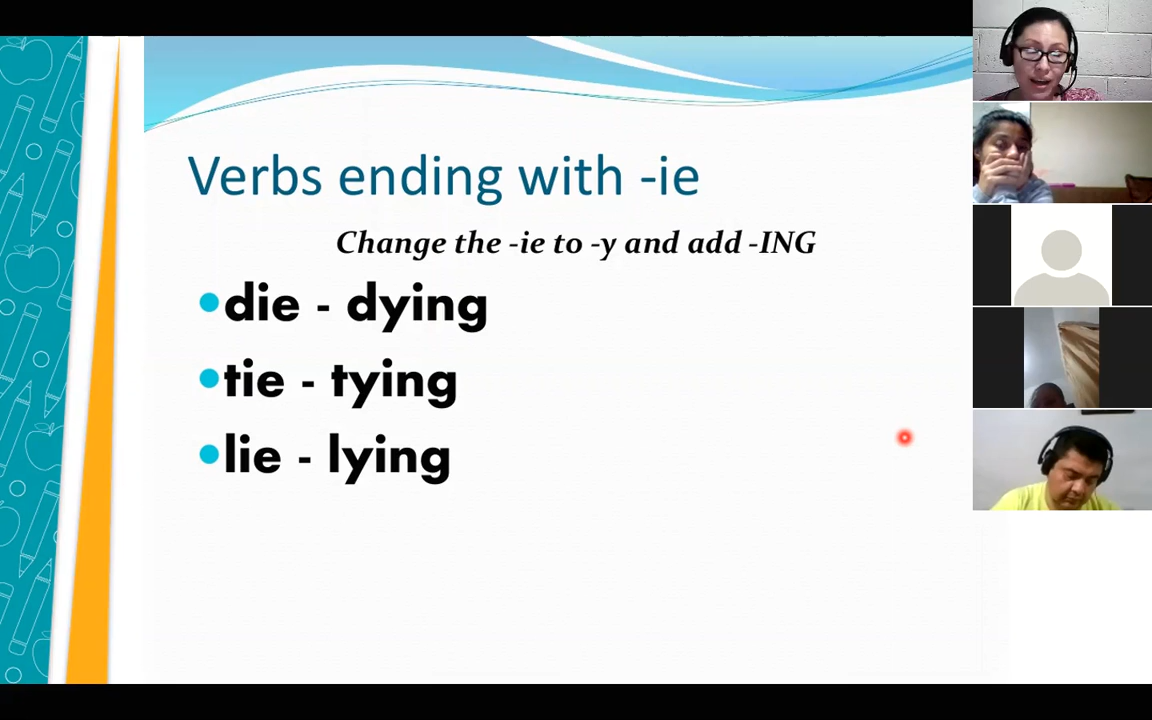 Verbs ending with -ie
Change the -ie to -y and add -ING
die - dying
tie - tying
lie - lying